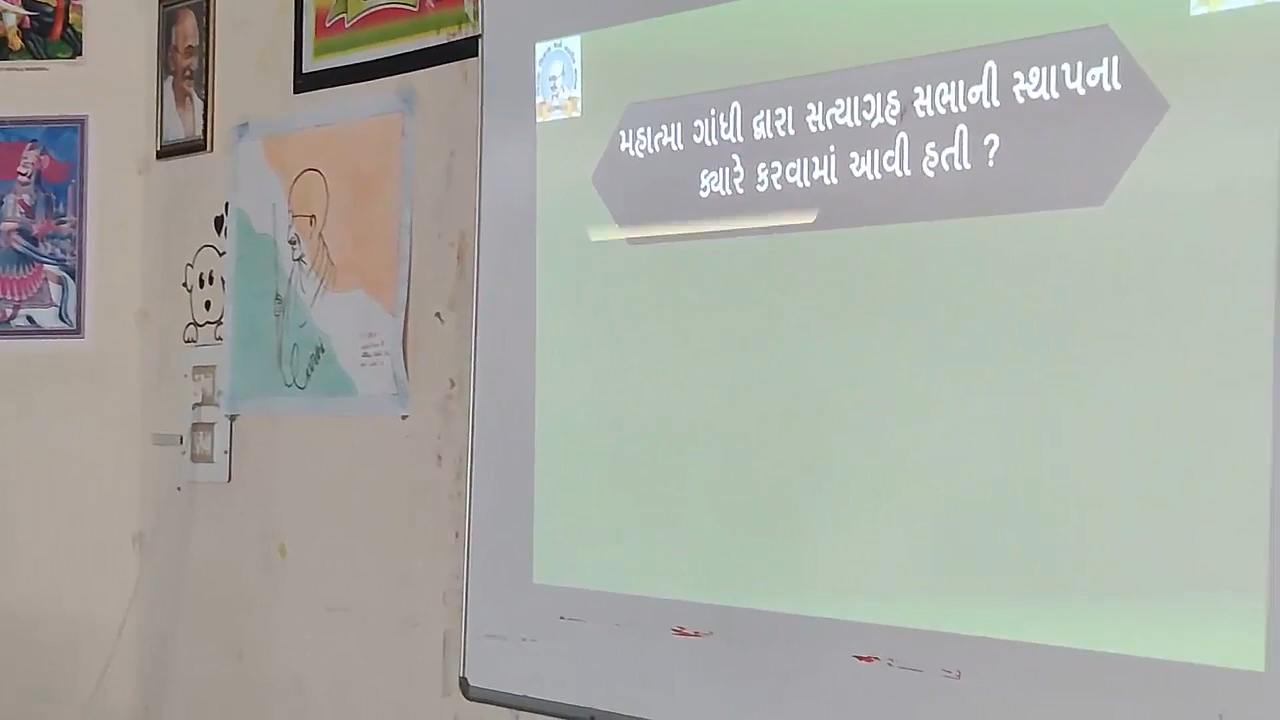 મહાત્મા ગાંધી દ્વારા સત્યાગ્રહ સભાની સ્થાપના
ક્યારે કરવામાં આવી હતી ?